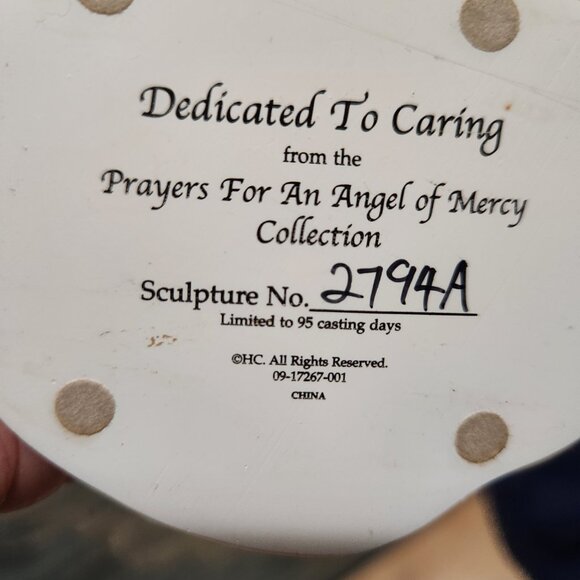 Dedicated To Caring
from the
Prayers For An Angel of Mercy
Collection
Sculpture No. 2794A
Limited to 95 casting days
©HC. All Rights Reserved.
09-17267-001
CHINA